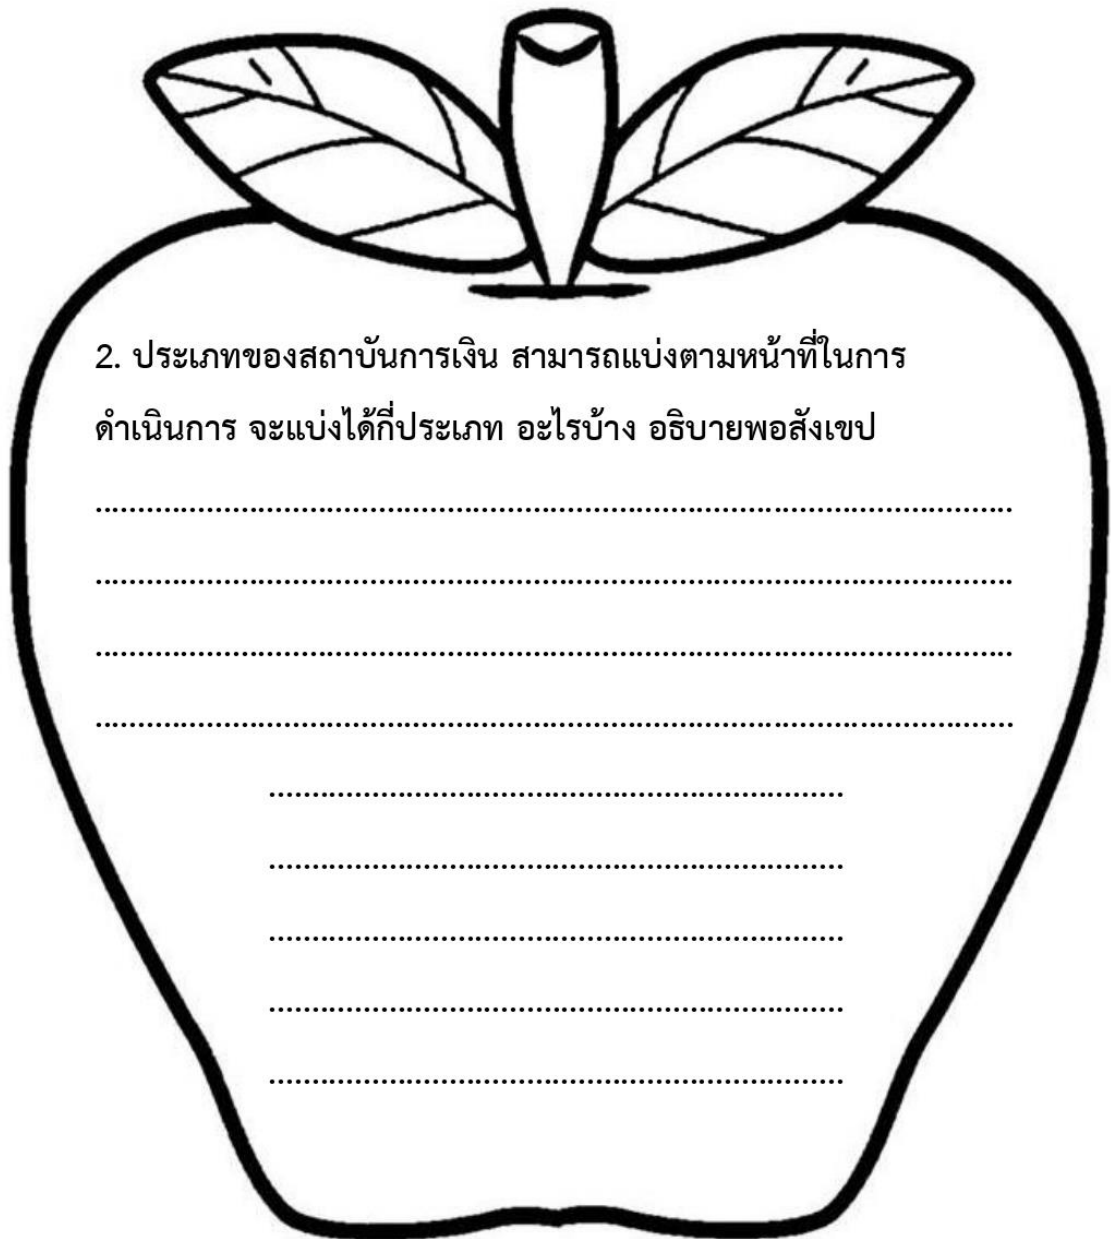 2. ประเภทของสถาบันการเงิน สามารถแบ่งตามหน้าที่ในการ
ดำเนินการ จะแบ่งได้กี่ประเภท อะไรบ้าง อธิบายพอสังเขป